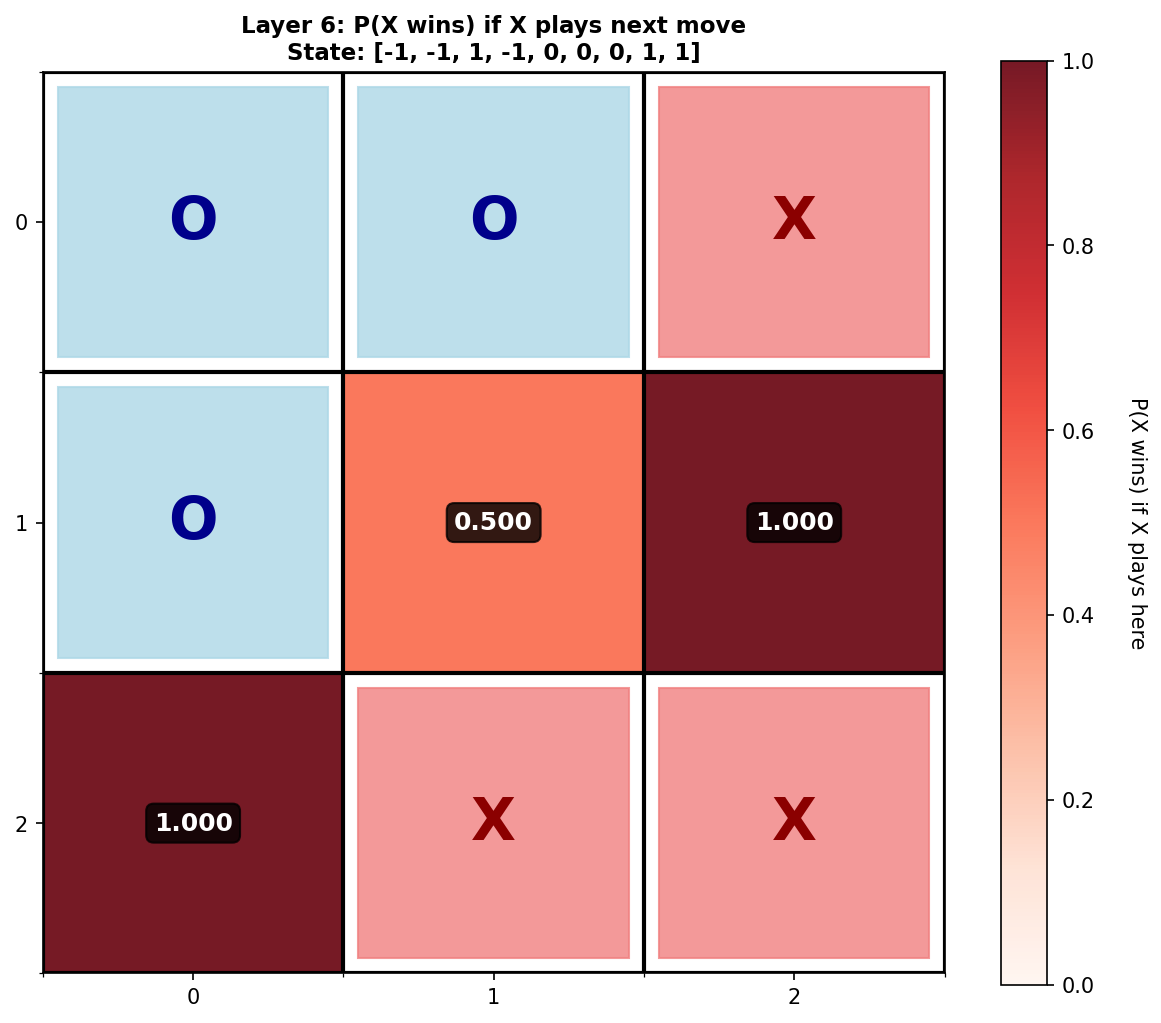 Layer 6: P(X wins) if X plays next move
State: [-1, -1, 1, -1, 0, 0, 0, 1, 1]
O O X
O 0.500 1.000
1.000 X X
0
1
2
0 1 2
1.0
0.8
0.6
0.4
0.2
0.0
P(X wins) if X plays here